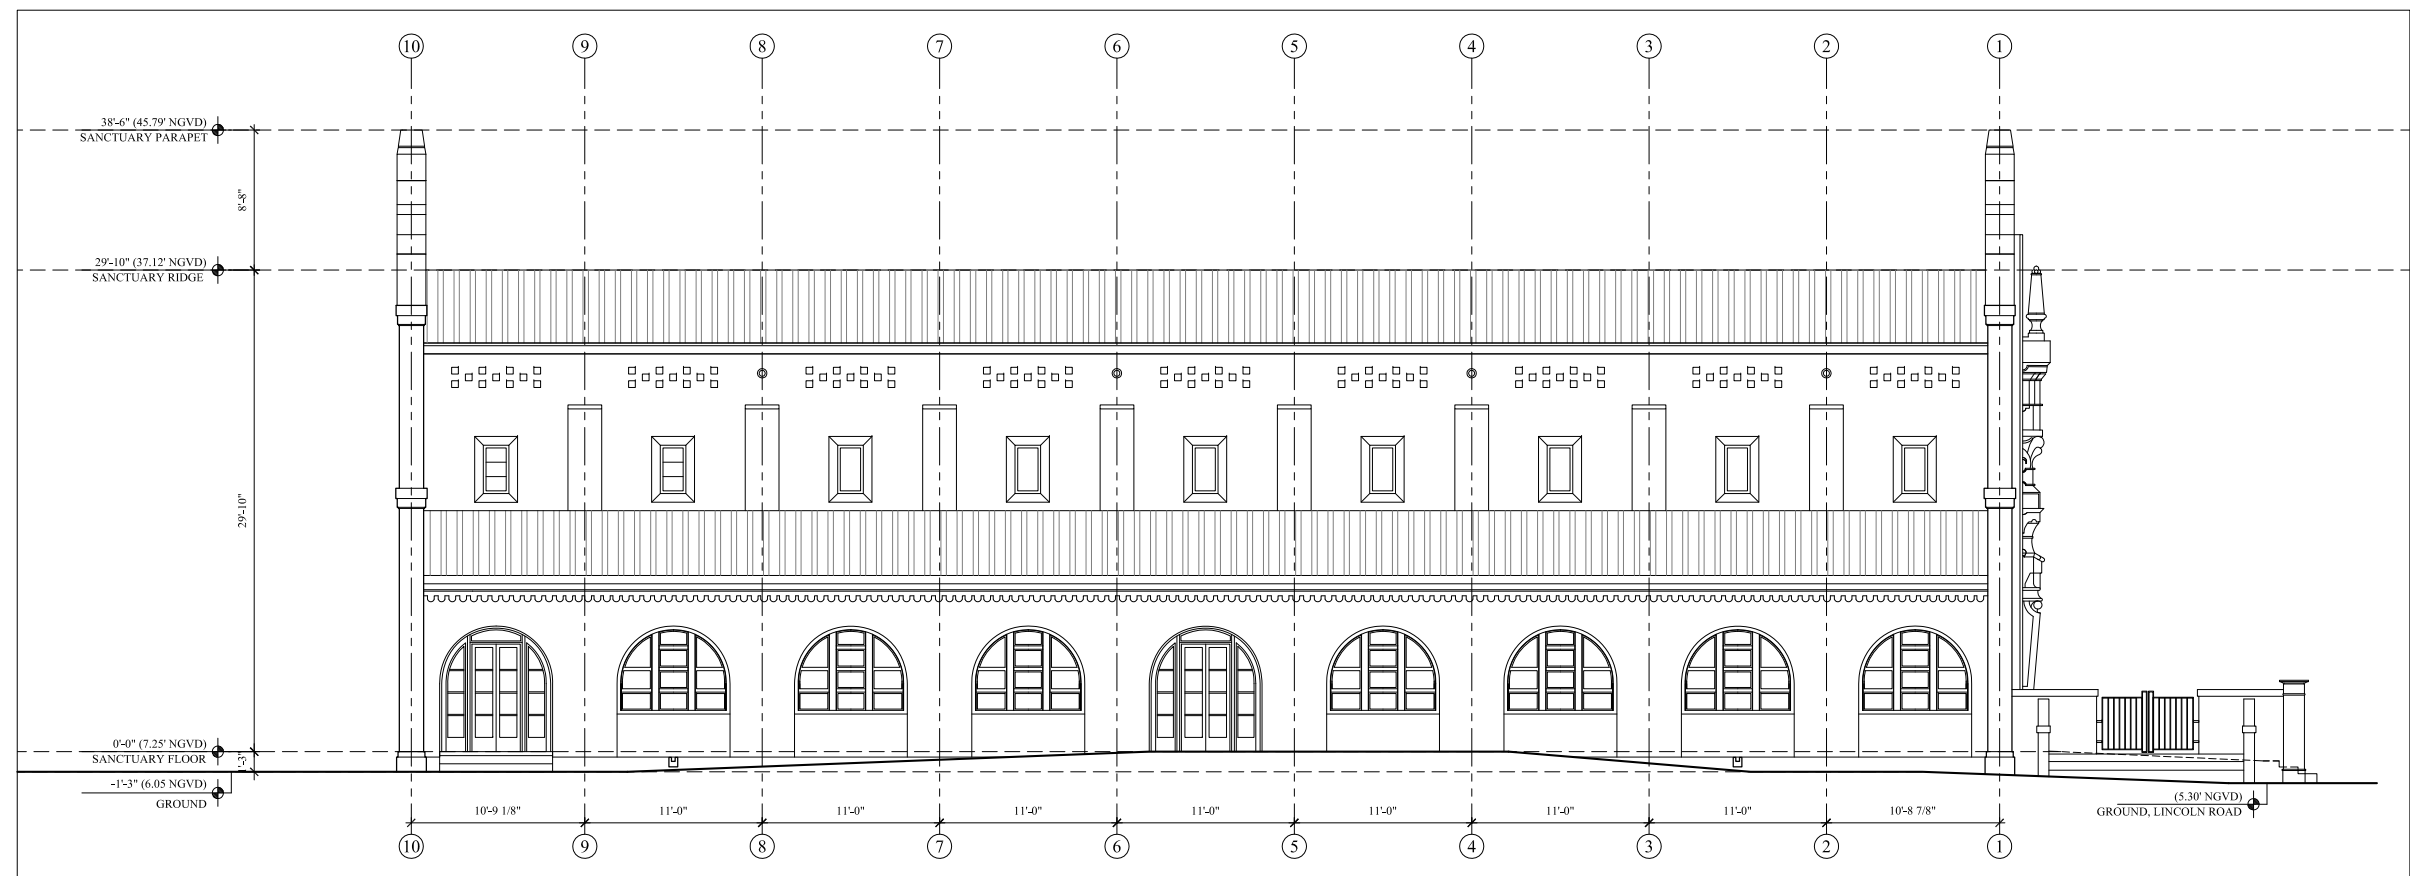 10 9 8 7 6 5 4 3 2 1
38'-6" (45.79' NGVD)
SANCTUARY PARAPET
8'-8"
29'-10" (37.12' NGVD)
SANCTUARY RIDGE
29'-10"
0'-0" (7.25' NGVD)
SANCTUARY FLOOR
1'-3"
-1'-3" (6.05 NGVD)
GROUND
(5.30' NGVD)
GROUND, LINCOLN ROAD
10'-9 1/8" 11'-0" 11'-0" 11'-0" 11'-0" 11'-0" 11'-0" 11'-0" 10'-8 7/8"
10 9 8 7 6 5 4 3 2 1